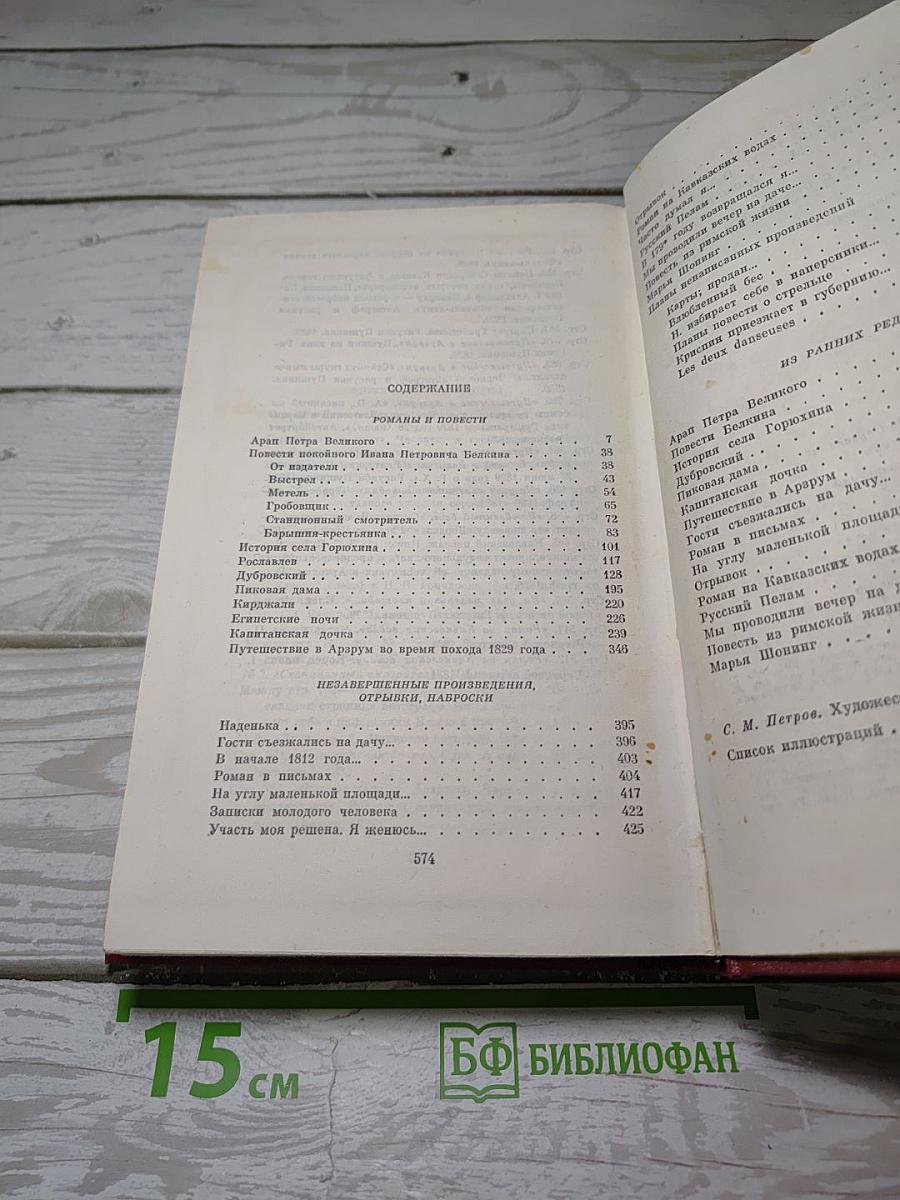 СОДЕРЖАНИЕ
РОМАНЫ И ПОВЕСТИ
Арап Петра Великого . . . . . . . . . . . . 7
Повести покойного Ивана Петровича Белкина . . . . . 38
От издателя . . . . . . . . . . . . . . . 38
Выстрел . . . . . . . . . . . . . . . . 43
Метель . . . . . . . . . . . . . . . . 54
Гробовщик . . . . . . . . . . . . . . . 65
Станционный смотритель . . . . . . . . . . 72
Барышня-крестьянка . . . . . . . . . . . . 83
История села Горюхина . . . . . . . . . . . . 101
Рославлев . . . . . . . . . . . . . . . . 117
Дубровский . . . . . . . . . . . . . . . . 128
Пиковая дама . . . . . . . . . . . . . . . 195
Кирджали . . . . . . . . . . . . . . . . 220
Египетские ночи . . . . . . . . . . . . . . 226
Капитанская дочка . . . . . . . . . . . . . 239
Путешествие в Арзрум во время похода 1829 года . . . 346
НЕЗАВЕРШЕННЫЕ ПРОИЗВЕДЕНИЯ,
ОТРЫВКИ, НАБРОСКИ
Наденька . . . . . . . . . . . . . . . . 395
Гости съезжались на дачу... . . . . . . . . . . 396
В начале 1812 года... . . . . . . . . . . . . 403
Роман в письмах . . . . . . . . . . . . . . 404
На углу маленькой площади... . . . . . . . . . 417
Записки молодого человека . . . . . . . . . . 422
Участь моя решена. Я женюсь... . . . . . . . . . 425
574
Отрывок . . . . . . . . .
Роман на Кавказских водах . . . . . .
Часто думал я... . . . . . . .
Русский Пелам . . . . . . . .
В 179* году возвращался я... . . . . .
Мы проводили вечер на даче... . . . .
Повесть из римской жизни . . . . .
Марья Шонинг . . . . . . .
Планы ненаписанных произведений
Карты; продан... . . . . . .
Влюбленный бес . . . . . .
Н. избирает себе в наперсники... . .
Планы повести о стрельце . . . .
Криспин приезжает в губернию... . .
Les deux danseuses . . . . . .
ИЗ РАННИХ РЕД
Арап Петра Великого . . . . .
Повести Белкина . . . . . .
История села Горюхина . . . .
Дубровский . . . . . . .
Пиковая дама . . . . . .
Капитанская дочка . . . . .
Путешествие в Арзрум . . . .
Гости съезжались на дачу... . .
Роман в письмах . . . . .
На углу маленькой площади
Отрывок . . . . . . .
Роман на Кавказских водах.
Русский Пелам . . . . .
Мы проводили вечер на д
Повесть из римской жизн
Марья Шонинг . . . . .
С. М. Петров. Художес
Список иллюстраций .
15 см
БФ БИБЛИОФАН